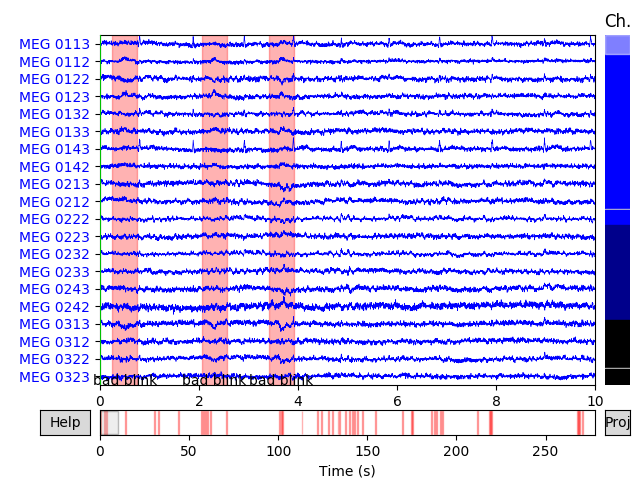 Ch.
MEG 0113
MEG 0112
MEG 0122
MEG 0123
MEG 0132
MEG 0133
MEG 0143
MEG 0142
MEG 0213
MEG 0212
MEG 0222
MEG 0223
MEG 0232
MEG 0233
MEG 0243
MEG 0242
MEG 0313
MEG 0312
MEG 0322
MEG 0323
bad blink bad blink bad blink
0 2 4 6 8 10
Help Proj
0 50 100 150 200 250
Time (s)